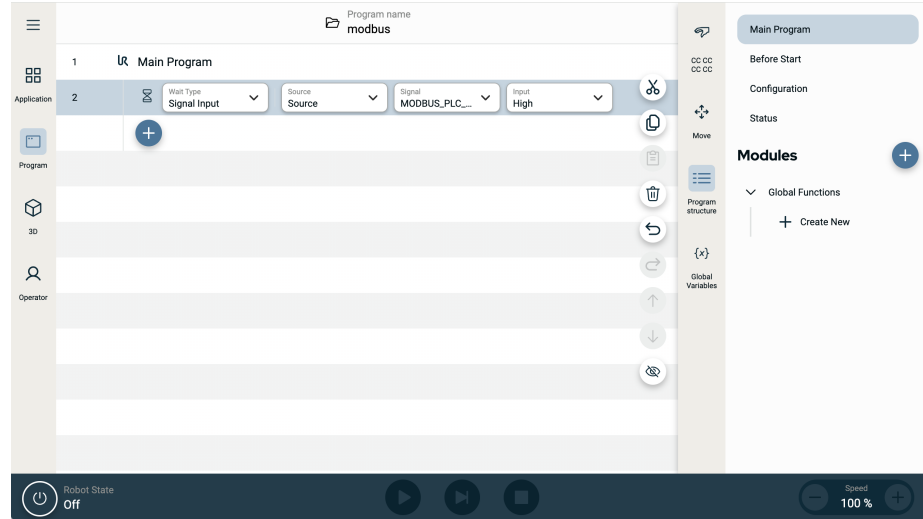 Program name
modbus
Application
Program
3D
Operator
1 Main Program
2
Wait Type
Signal Input
Source
Source
Signal
MODBUS_PLC_...
Input
High
CC CC
CC CC
Move
Program
structure
{x}
Global
Variables
Main Program
Before Start
Configuration
Status
Modules
Global Functions
Create New
Robot State
Off
Speed
100 %